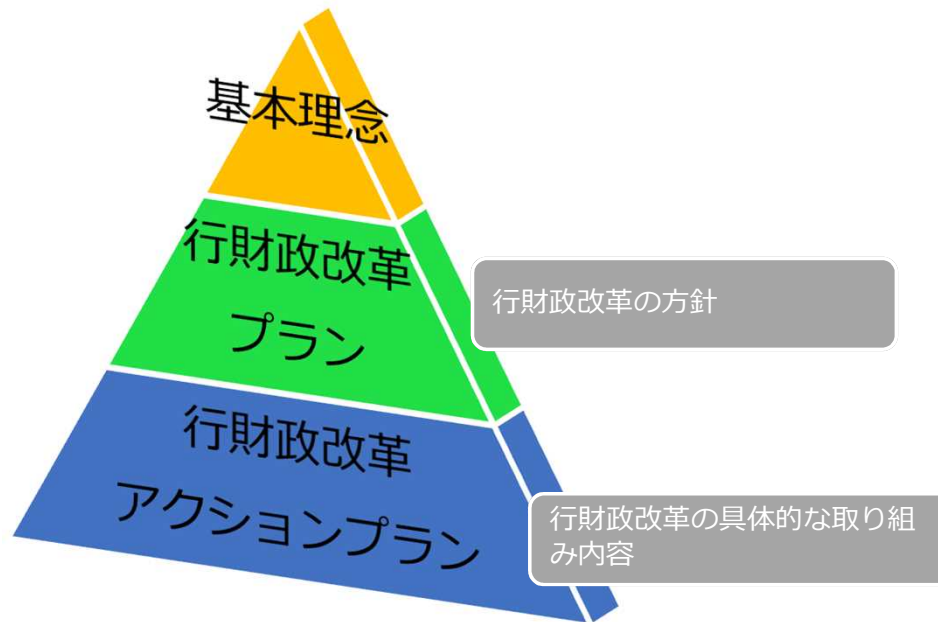 基本理念
行財政改革
プラン
行財政改革の方針
行財政改革
アクションプラン
行財政改革の具体的な取り組
み内容